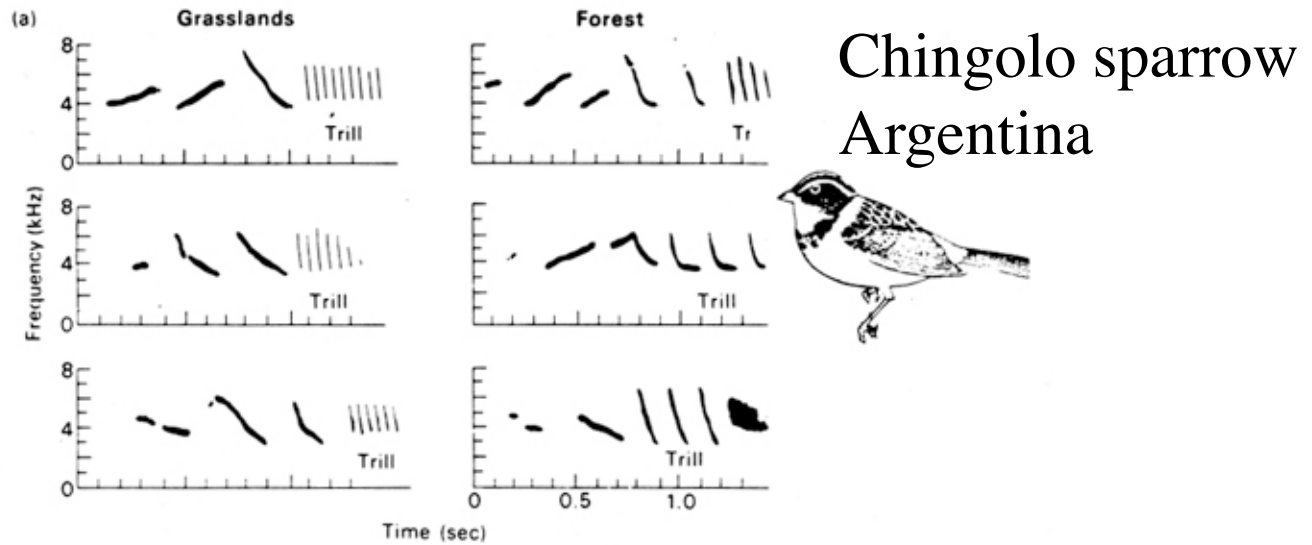 (a)
Grasslands
Forest
Chingolo sparrow
Argentina
8
4
0
Trill
Tr
Frequency (kHz)
8
4
0
Trill
Trill
8
4
0
Trill
Trill
0 0.5 1.0
Time (sec)